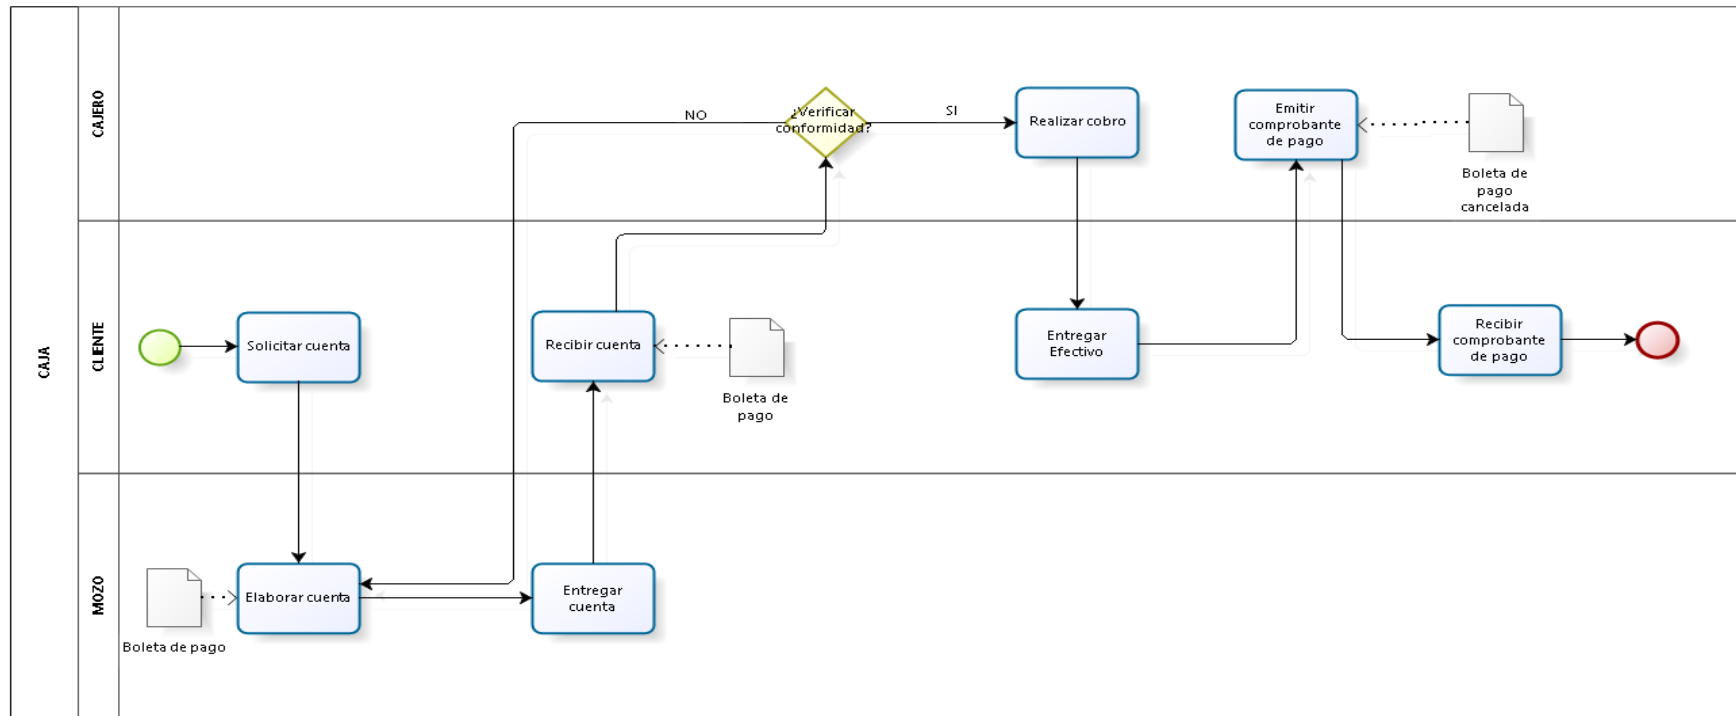 CAJA
CAJERO
NO
¿Verificar
conformidad?
SI
Realizar cobro
Emitir
comprobante
de pago
Boleta de
pago
cancelada
CLIENTE
Solicitar cuenta
Recibir cuenta
Boleta de
pago
Entregar
Efectivo
Recibir
comprobante
de pago
MOZO
Boleta de pago
Elaborar cuenta
Entregar
cuenta